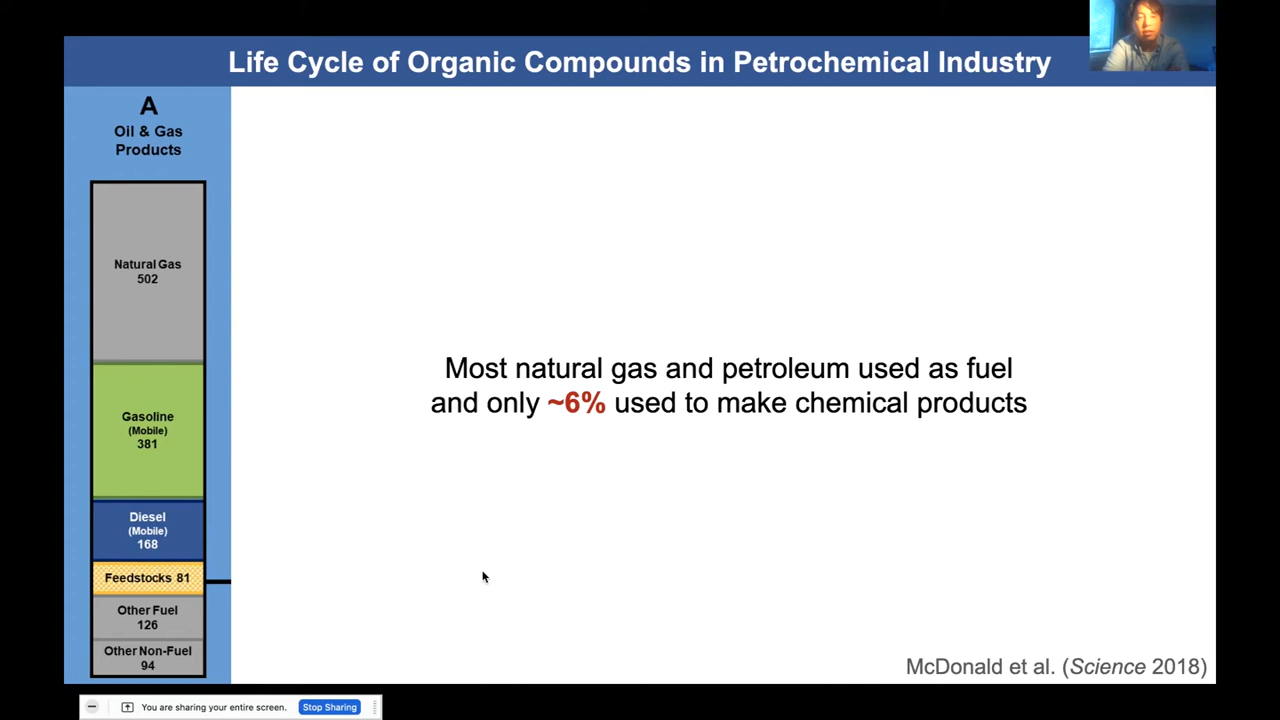 Life Cycle of Organic Compounds in Petrochemical Industry
A
Oil & Gas
Products
Natural Gas
502
Gasoline
(Mobile)
381
Diesel
(Mobile)
168
Feedstocks 81
Other Fuel
126
Other Non-Fuel
94
Most natural gas and petroleum used as fuel
and only ~6% used to make chemical products
McDonald et al. (Science 2018)
You are sharing your entire screen.
Stop Sharing